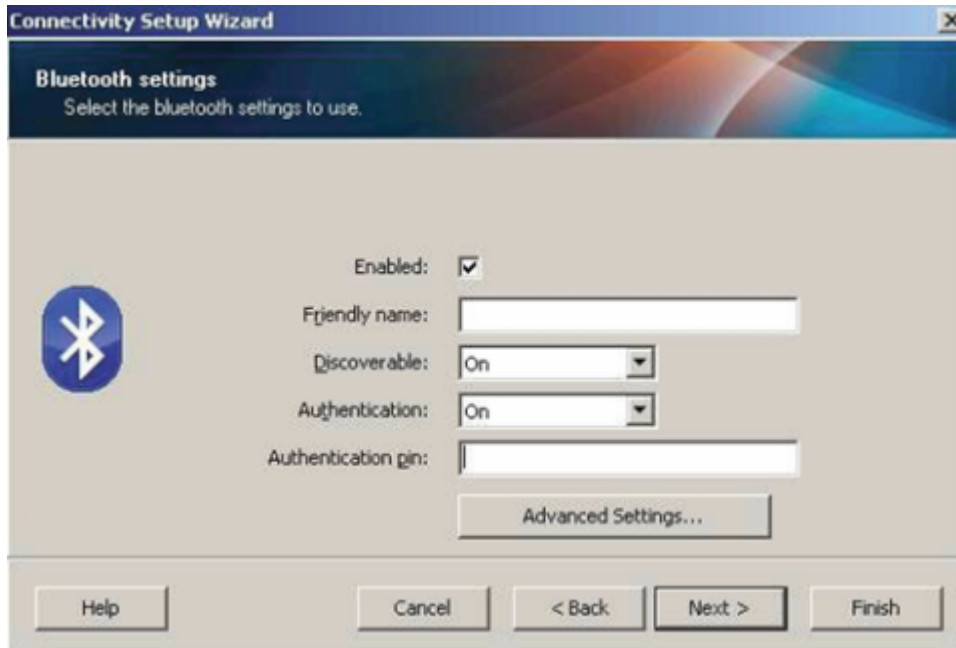 Connectivity Setup Wizard
Bluetooth settings
Select the bluetooth settings to use.
Enabled:
Friendly name:
Discoverable: On
Authentication: On
Authentication pin:
Advanced Settings...
Help Cancel < Back Next > Finish